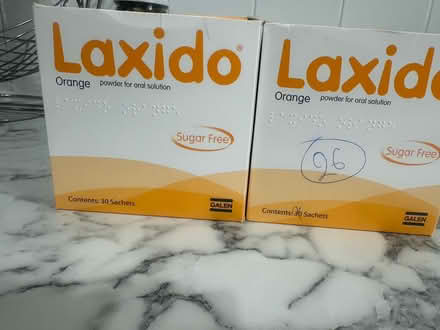 Laxido®
Orange powder for oral solution
Sugar Free
Contents: 30 Sachets
GALEN
Laxido
Orange powder for oral solution
26
Sugar Free
Contents: Sachets
GALEN